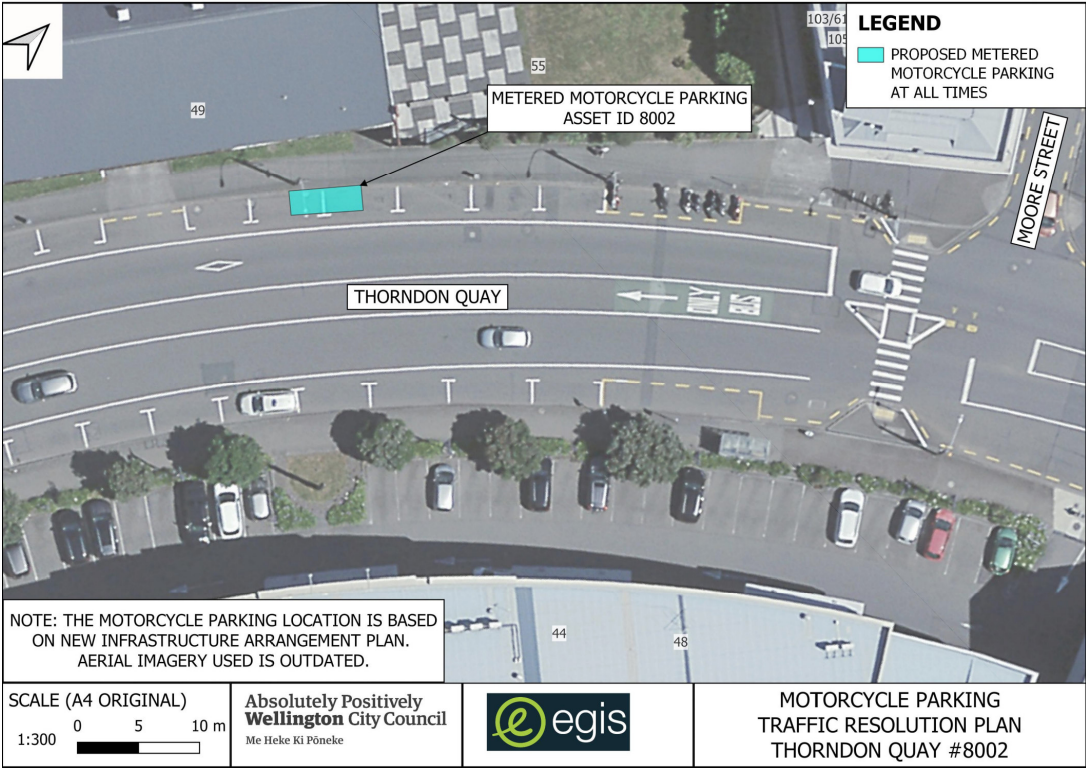 103/61
105
LEGEND
PROPOSED METERED
MOTORCYCLE PARKING
AT ALL TIMES
55
49
METERED MOTORCYCLE PARKING
ASSET ID 8002
MOORE STREET
THORNDON QUAY
ONLY
BUS
NOTE: THE MOTORCYCLE PARKING LOCATION IS BASED
ON NEW INFRASTRUCTURE ARRANGEMENT PLAN.
AERIAL IMAGERY USED IS OUTDATED.
44
48
SCALE (A4 ORIGINAL)
0 5 10 m
1:300
Absolutely Positively
Wellington City Council
Me Heke Ki Pōneke
egis
MOTORCYCLE PARKING
TRAFFIC RESOLUTION PLAN
THORNDON QUAY #8002